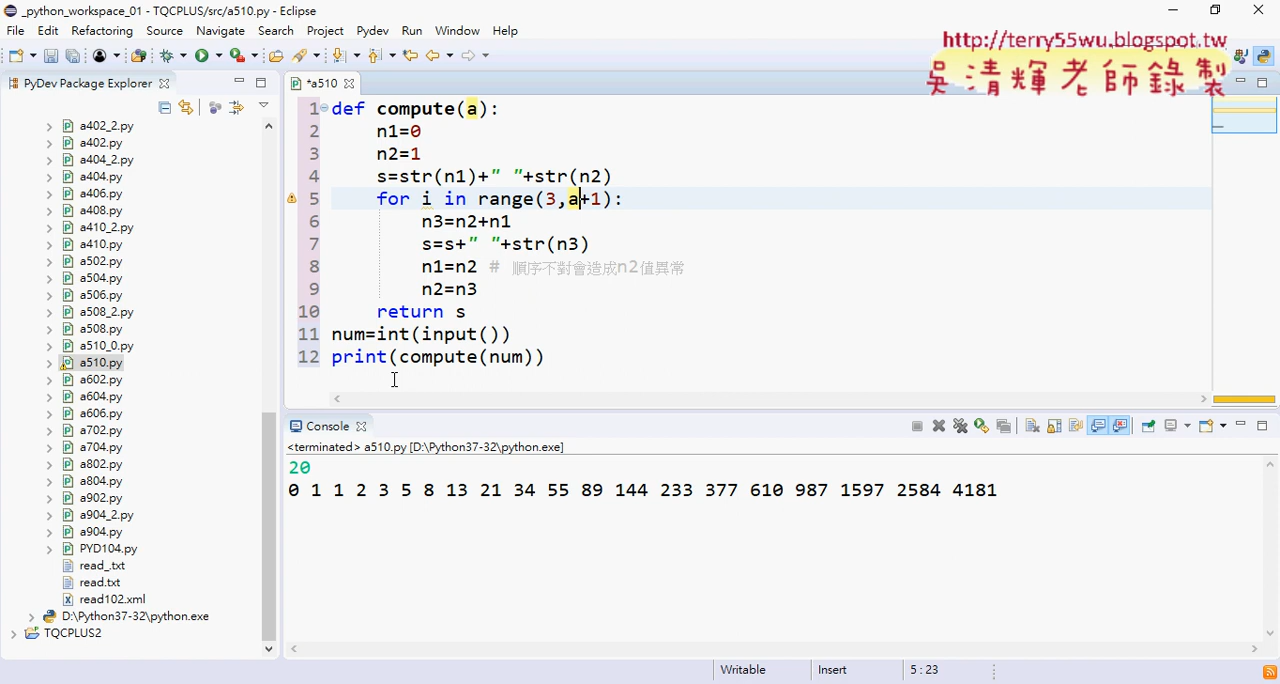 _python_workspace_01 - TQCPLUS/src/a510.py - Eclipse
File Edit Refactoring Source Navigate Search Project Pydev Run Window Help
http://terry55wu.blogspot.tw
吳清輝老師錄製
PyDev Package Explorer
*a510
a402_2.py
a402.py
a404_2.py
a404.py
a406.py
a408.py
a410_2.py
a410.py
a502.py
a504.py
a506.py
a508_2.py
a508.py
a510_0.py
a510.py
a602.py
a604.py
a606.py
a702.py
a704.py
a802.py
a804.py
a902.py
a904_2.py
a904.py
PYD104.py
read_.txt
read.txt
read102.xml
D:\Python37-32\python.exe
TQCPLUS2
1 def compute(a):
2 n1=0
3 n2=1
4 s=str(n1)+" "+str(n2)
5 for i in range(3,a+1):
6 n3=n2+n1
7 s=s+" "+str(n3)
8 n1=n2 # 順序不對會造成n2值異常
9 n2=n3
10 return s
11 num=int(input())
12 print(compute(num))
Console
<terminated> a510.py [D:\Python37-32\python.exe]
20
0 1 1 2 3 5 8 13 21 34 55 89 144 233 377 610 987 1597 2584 4181
Writable Insert 5 : 23